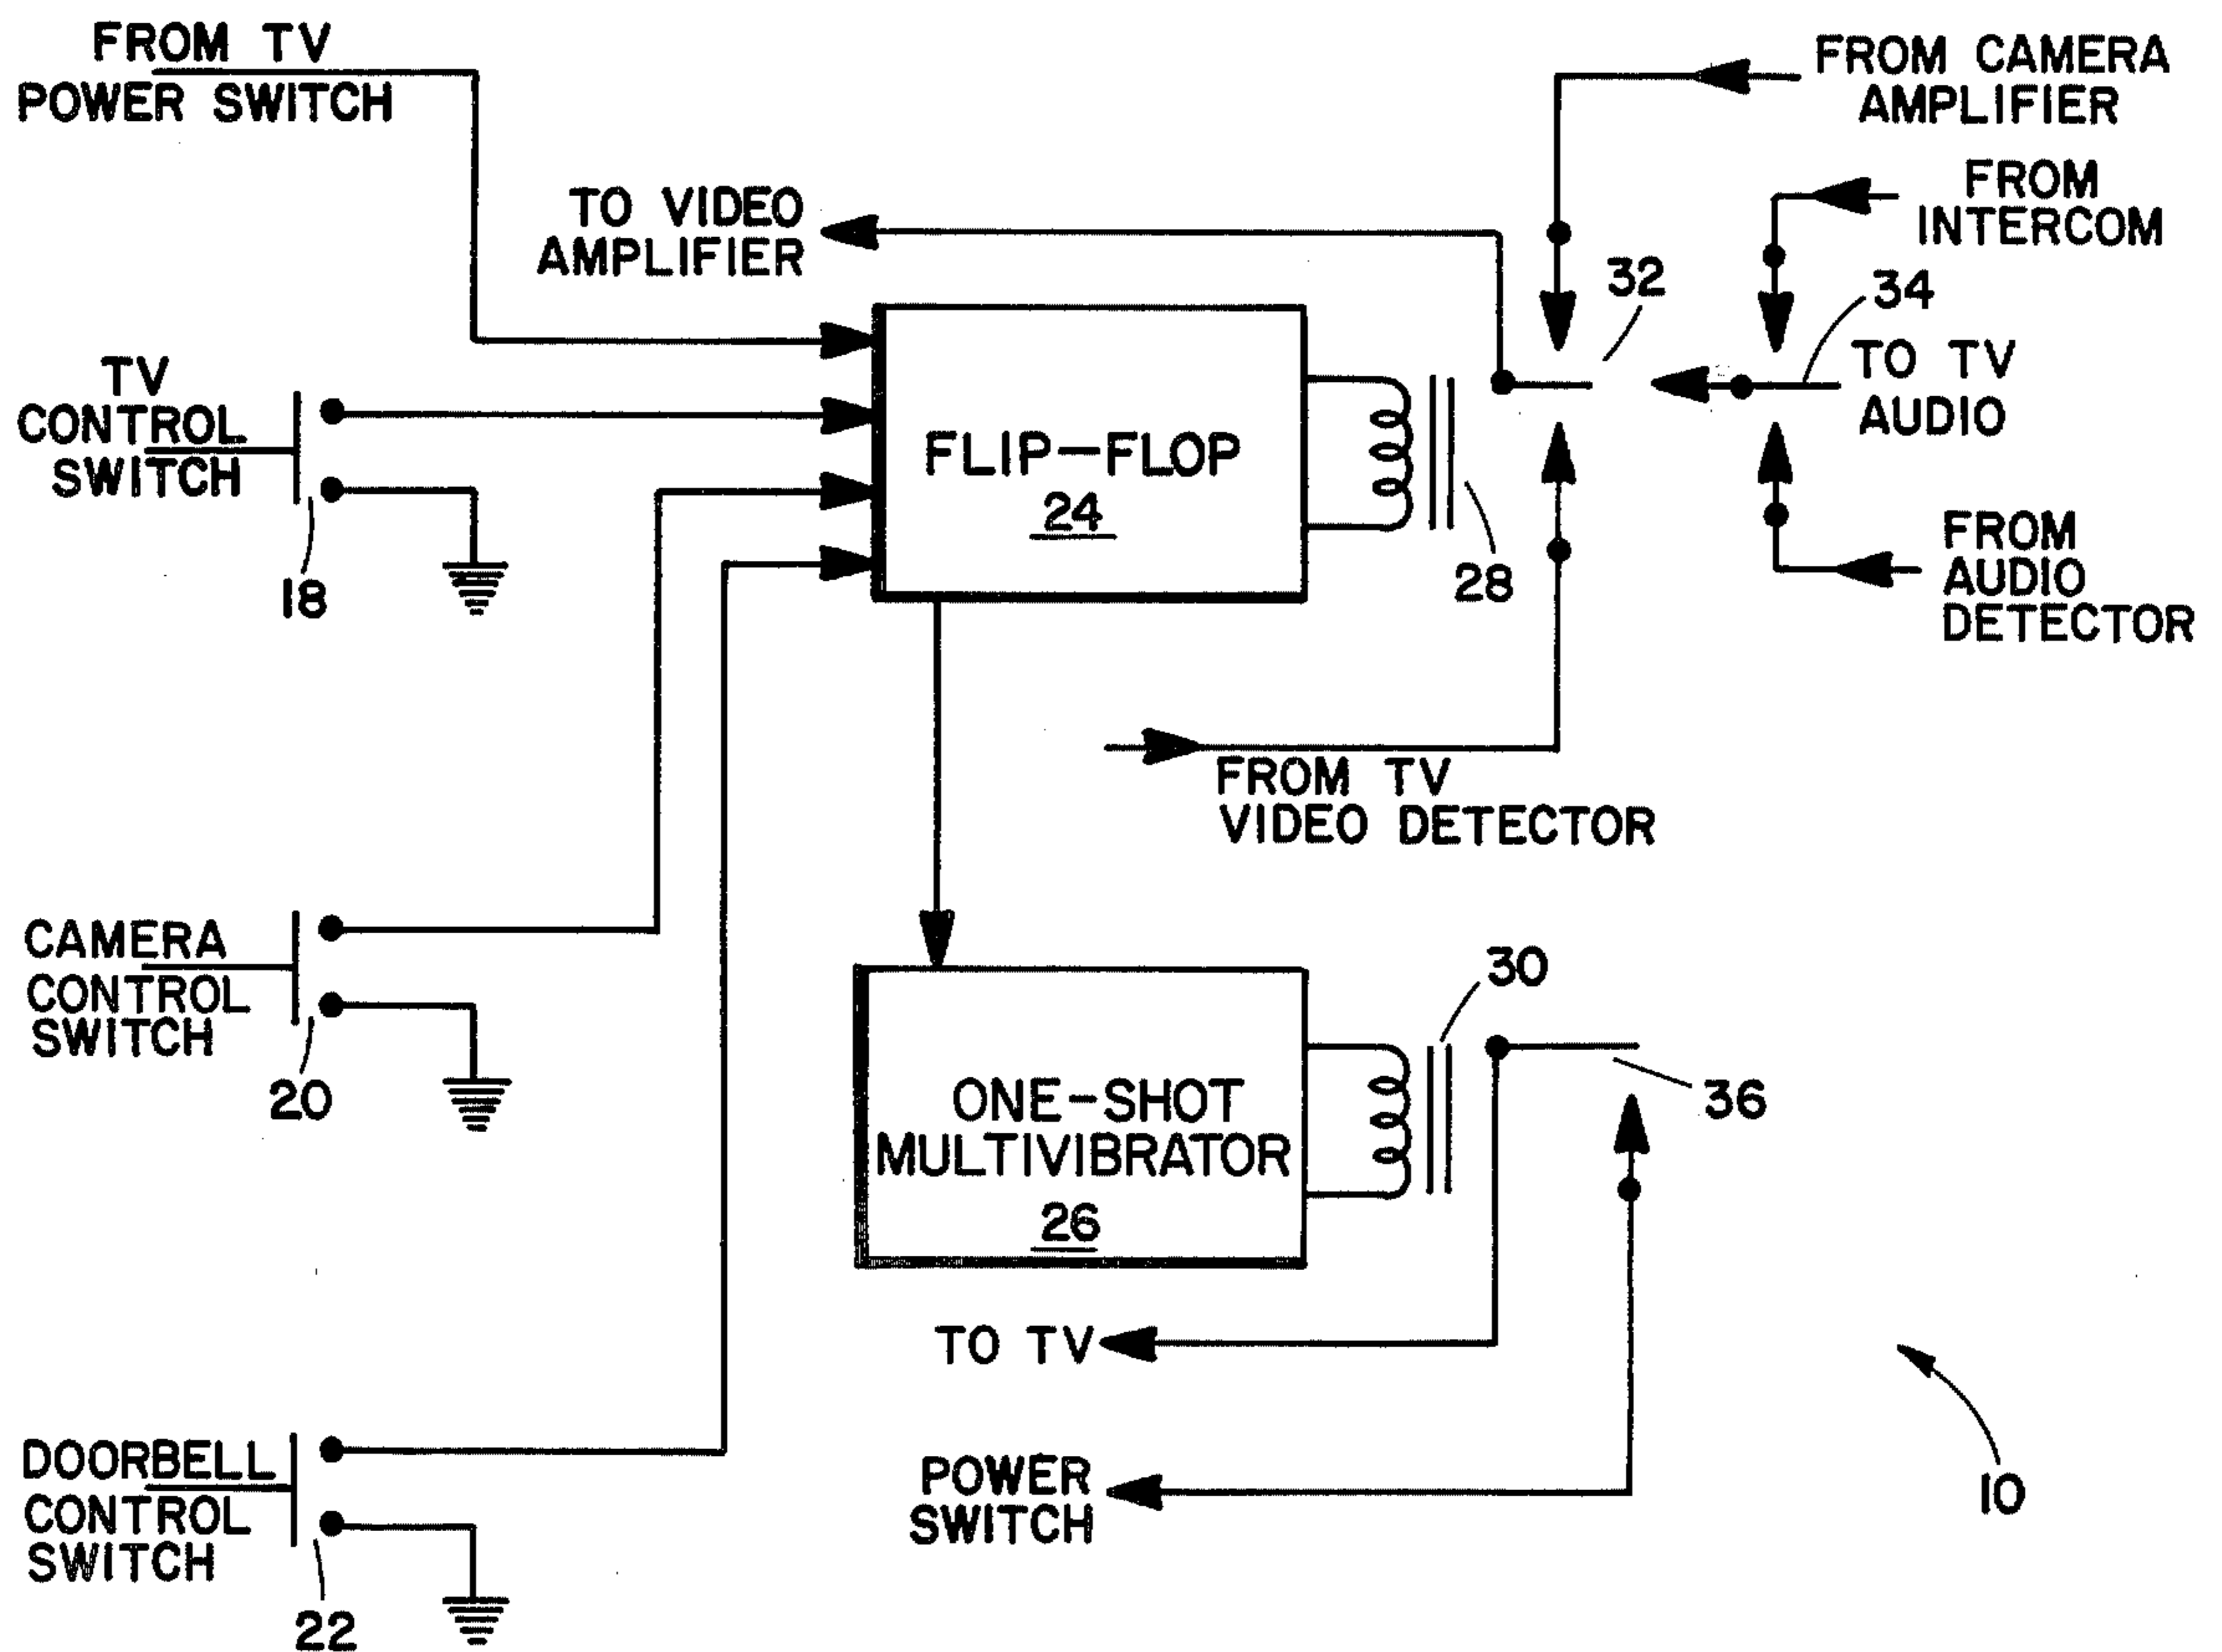 FROM TV
POWER SWITCH
FROM CAMERA
AMPLIFIER
TO VIDEO
AMPLIFIER
FROM
INTERCOM
32
34
TO TV
AUDIO
TV
CONTROL
SWITCH
18
FLIP-FLOP
24
28
FROM
AUDIO
DETECTOR
FROM TV
VIDEO DETECTOR
CAMERA
CONTROL
SWITCH
20
ONE-SHOT
MULTIVIBRATOR
26
30
36
TO TV
POWER
SWITCH
DOORBELL
CONTROL
SWITCH
22
10